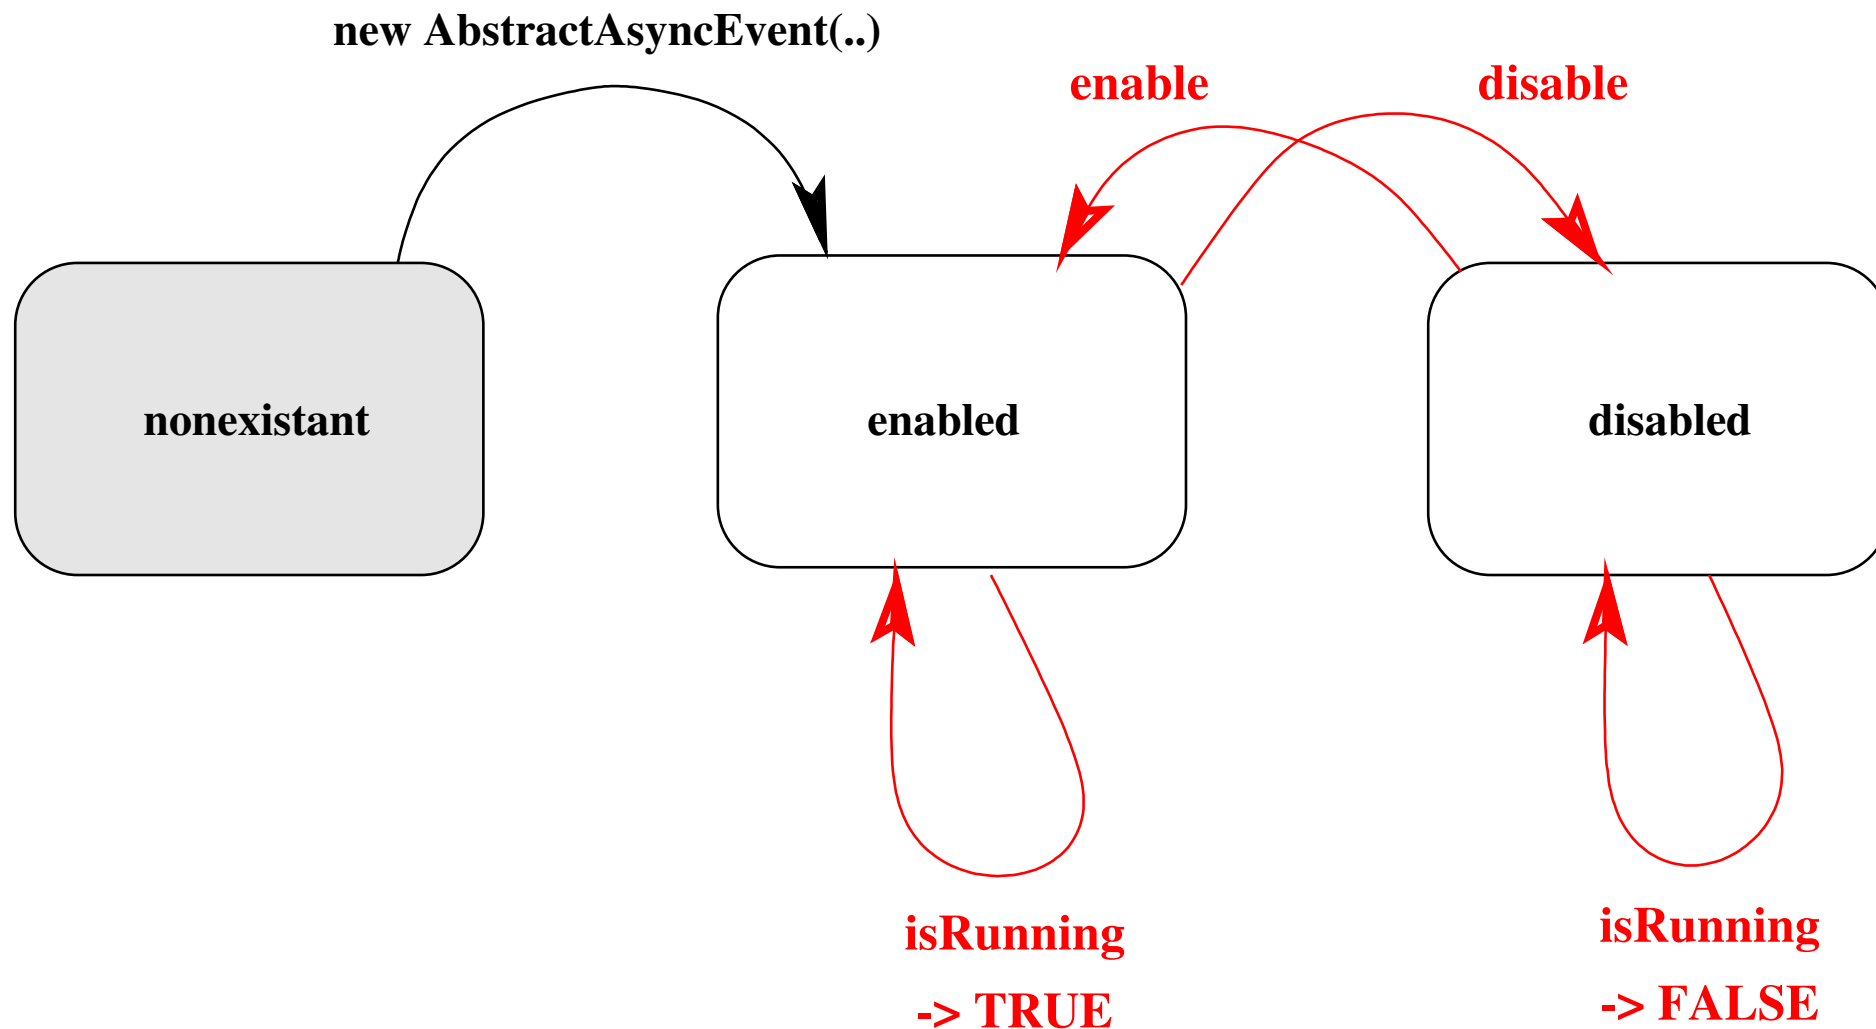 new AbstractAsyncEvent(..)
enable
disable
nonexistant
enabled
disabled
isRunning
-> TRUE
isRunning
-> FALSE